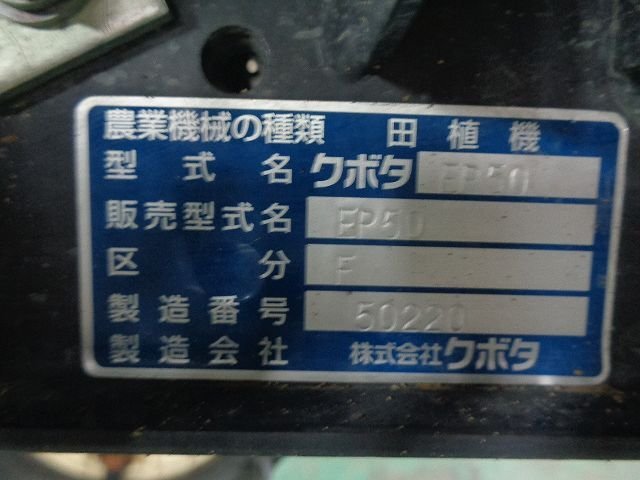 農業機械の種類 田植機
型式名 クボタ EP50
販売型式名 EP5D
区分 F
製造番号 50220
製造会社 株式会社クボタ